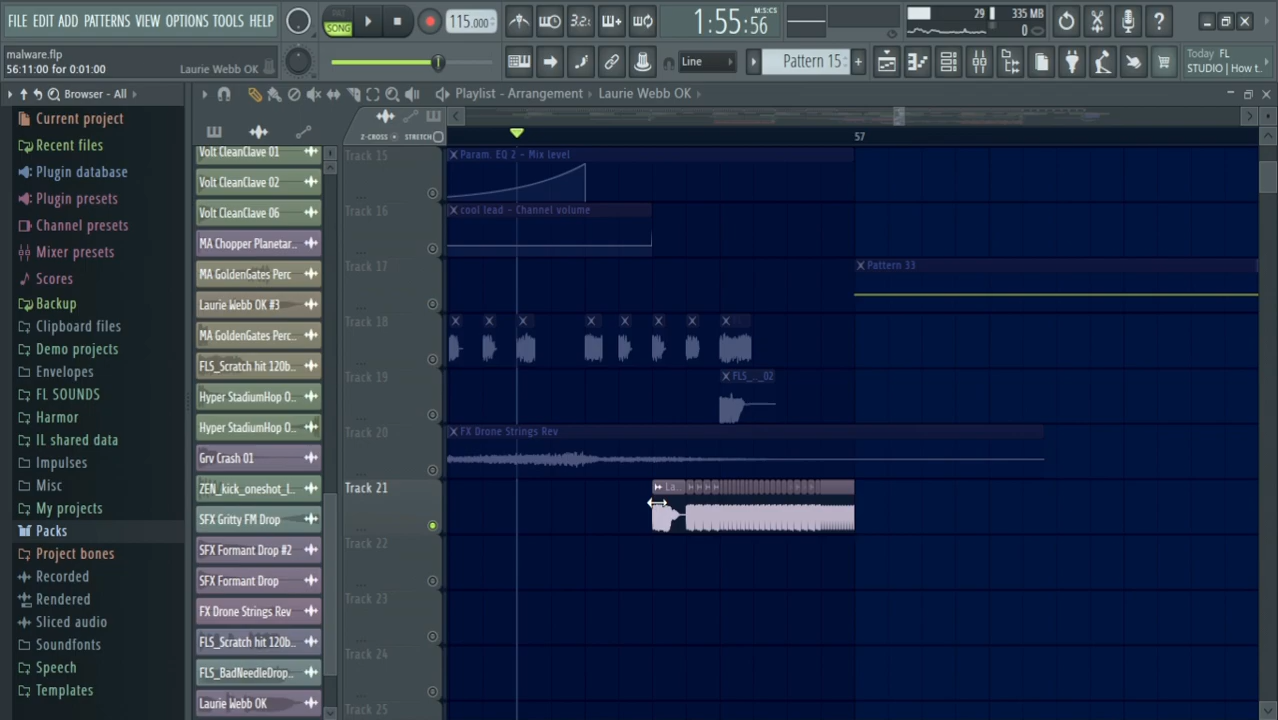 FILE EDIT ADD PATTERNS VIEW OPTIONS TOOLS HELP
malware.flp
56:11:00 for 0:01:00
Laurie Webb OK
PAT
SONG
115.000
3.2
1:55:56
M:S:CS
29
335 MB
0
Line
Pattern 15
Today FL
STUDIO | How t..
Browser - All
Playlist - Arrangement
Laurie Webb OK
Z-CROSS
STRETCH
57
Current project
Recent files
Plugin database
Plugin presets
Channel presets
Mixer presets
Scores
Backup
Clipboard files
Demo projects
Envelopes
FL SOUNDS
Harmor
IL shared data
Impulses
Misc
My projects
Packs
Project bones
Recorded
Rendered
Sliced audio
Soundfonts
Speech
Templates
Volt CleanClave 01
Volt CleanClave 02
Volt CleanClave 06
MA Chopper Planetar..
MA GoldenGates Perc
Laurie Webb OK #3
MA GoldenGates Perc..
FLS_Scratch hit 120b..
Hyper StadiumHop O..
Hyper StadiumHop O..
Grv Crash 01
ZEN_kick_oneshot_l..
SFX Gritty FM Drop
SFX Formant Drop #2
SFX Formant Drop
FX Drone Strings Rev
FLS_Scratch hit 120b..
FLS_BadNeedleDrop..
Laurie Webb OK
Track 15
Param. EQ 2 - Mix level
Track 16
cool lead - Channel volume
Track 17
Pattern 33
Track 18
Track 19
FLS_.._02
Track 20
FX Drone Strings Rev
Track 21
La
Track 22
Track 23
Track 24
Track 25